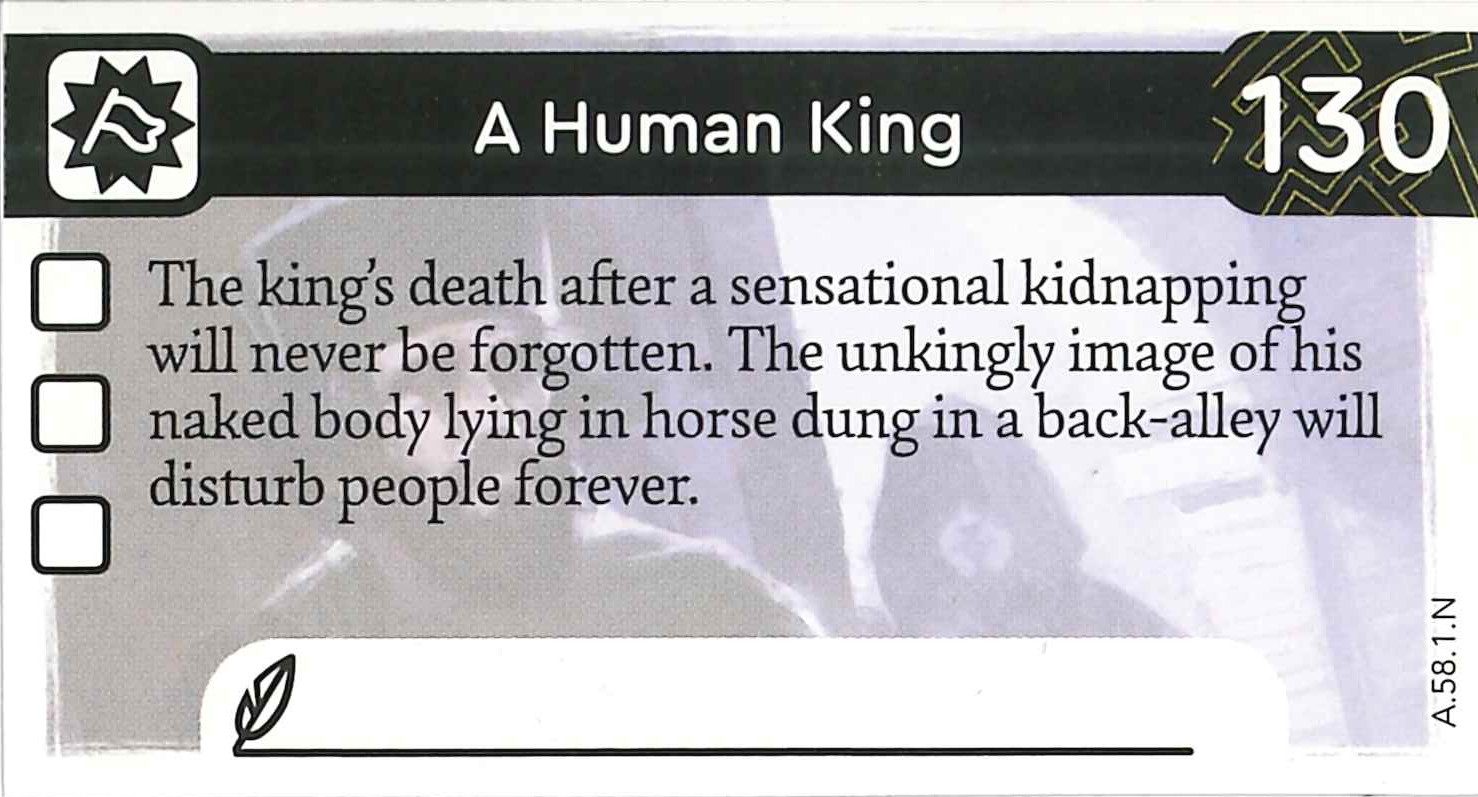 A Human King
130
The king's death after a sensational kidnapping
will never be forgotten. The unkingly image of his
naked body lying in horse dung in a back-alley will
disturb people forever.
A.58.1.N